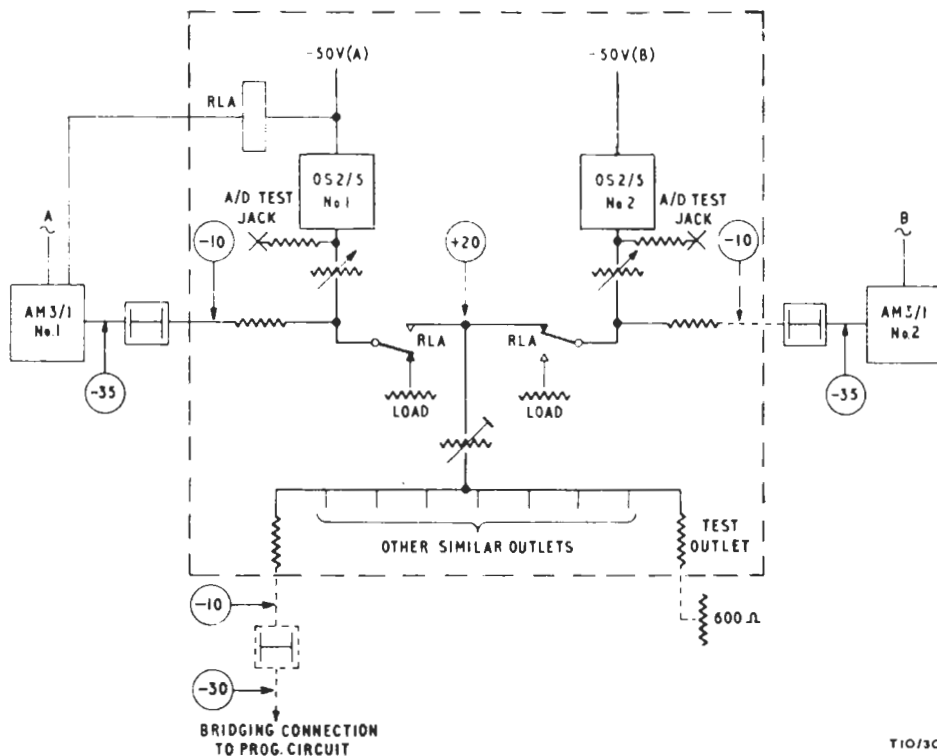 -50V(A)
-50V(B)
RLA
OS2/5
No.1
OS2/5
No.2
A/D TEST
JACK
A/D TEST
JACK
A
B
-10
+20
-10
AM3/1
No.1
AM3/1
No.2
RLA
RLA
-35
-35
LOAD
LOAD
OTHER SIMILAR OUTLETS
TEST
OUTLET
-10
600 Ω
-30
BRIDGING CONNECTION
TO PROG. CIRCUIT
T10/30